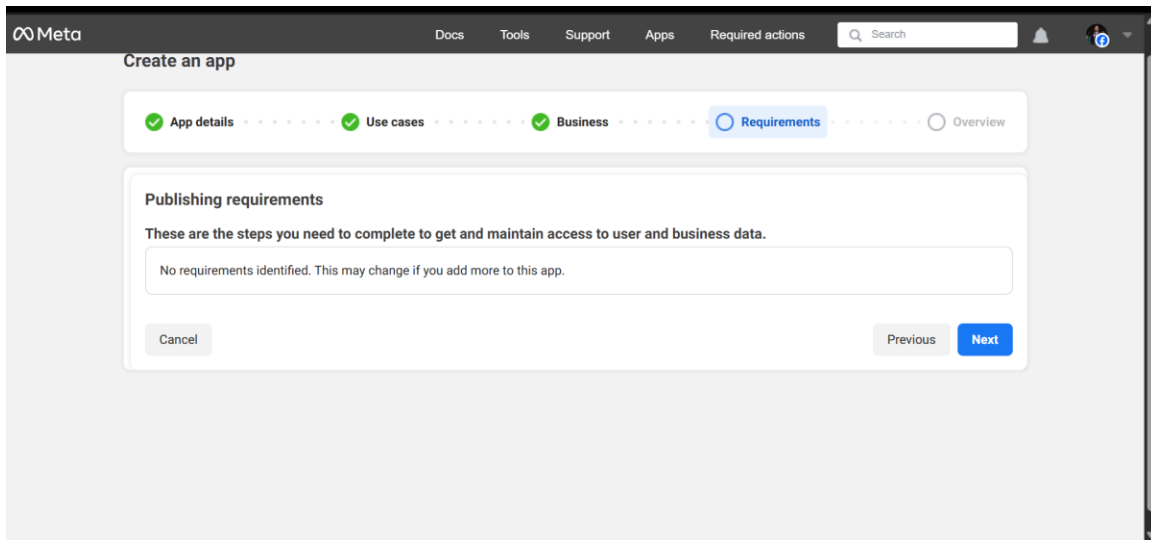 Meta
Docs Tools Support Apps Required actions Search
Create an app
App details Use cases Business Requirements Overview
Publishing requirements
These are the steps you need to complete to get and maintain access to user and business data.
No requirements identified. This may change if you add more to this app.
Cancel Previous Next